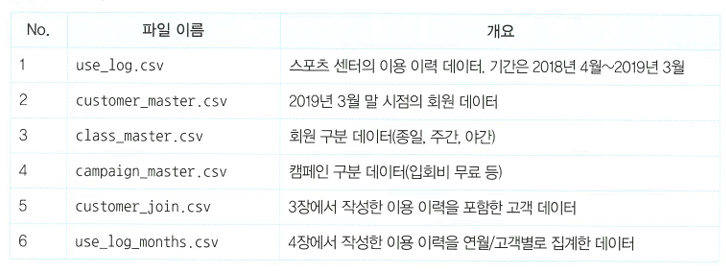 No. 파일 이름 개요
1 use_log.csv 스포츠 센터의 이용 이력 데이터. 기간은 2018년 4월~2019년 3월
2 customer_master.csv 2019년 3월 말 시점의 회원 데이터
3 class_master.csv 회원 구분 데이터(종일, 주간, 야간)
4 campaign_master.csv 캠페인 구분 데이터(입회비 무료 등)
5 customer_join.csv 3장에서 작성한 이용 이력을 포함한 고객 데이터
6 use_log_months.csv 4장에서 작성한 이용 이력을 연월/고객별로 집계한 데이터